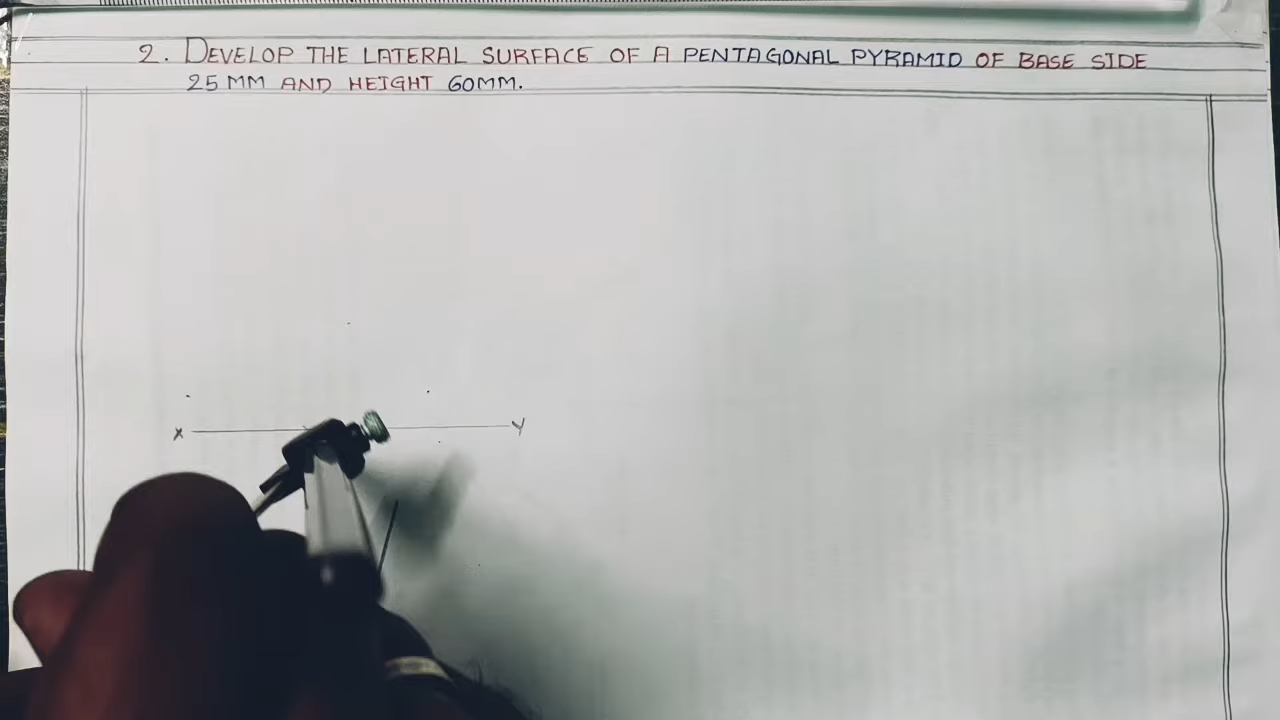 2. DEVELOP THE LATERAL SURFACE OF A PENTAGONAL PYRAMID OF BASE SIDE
25 MM AND HEIGHT 60MM.
X Y